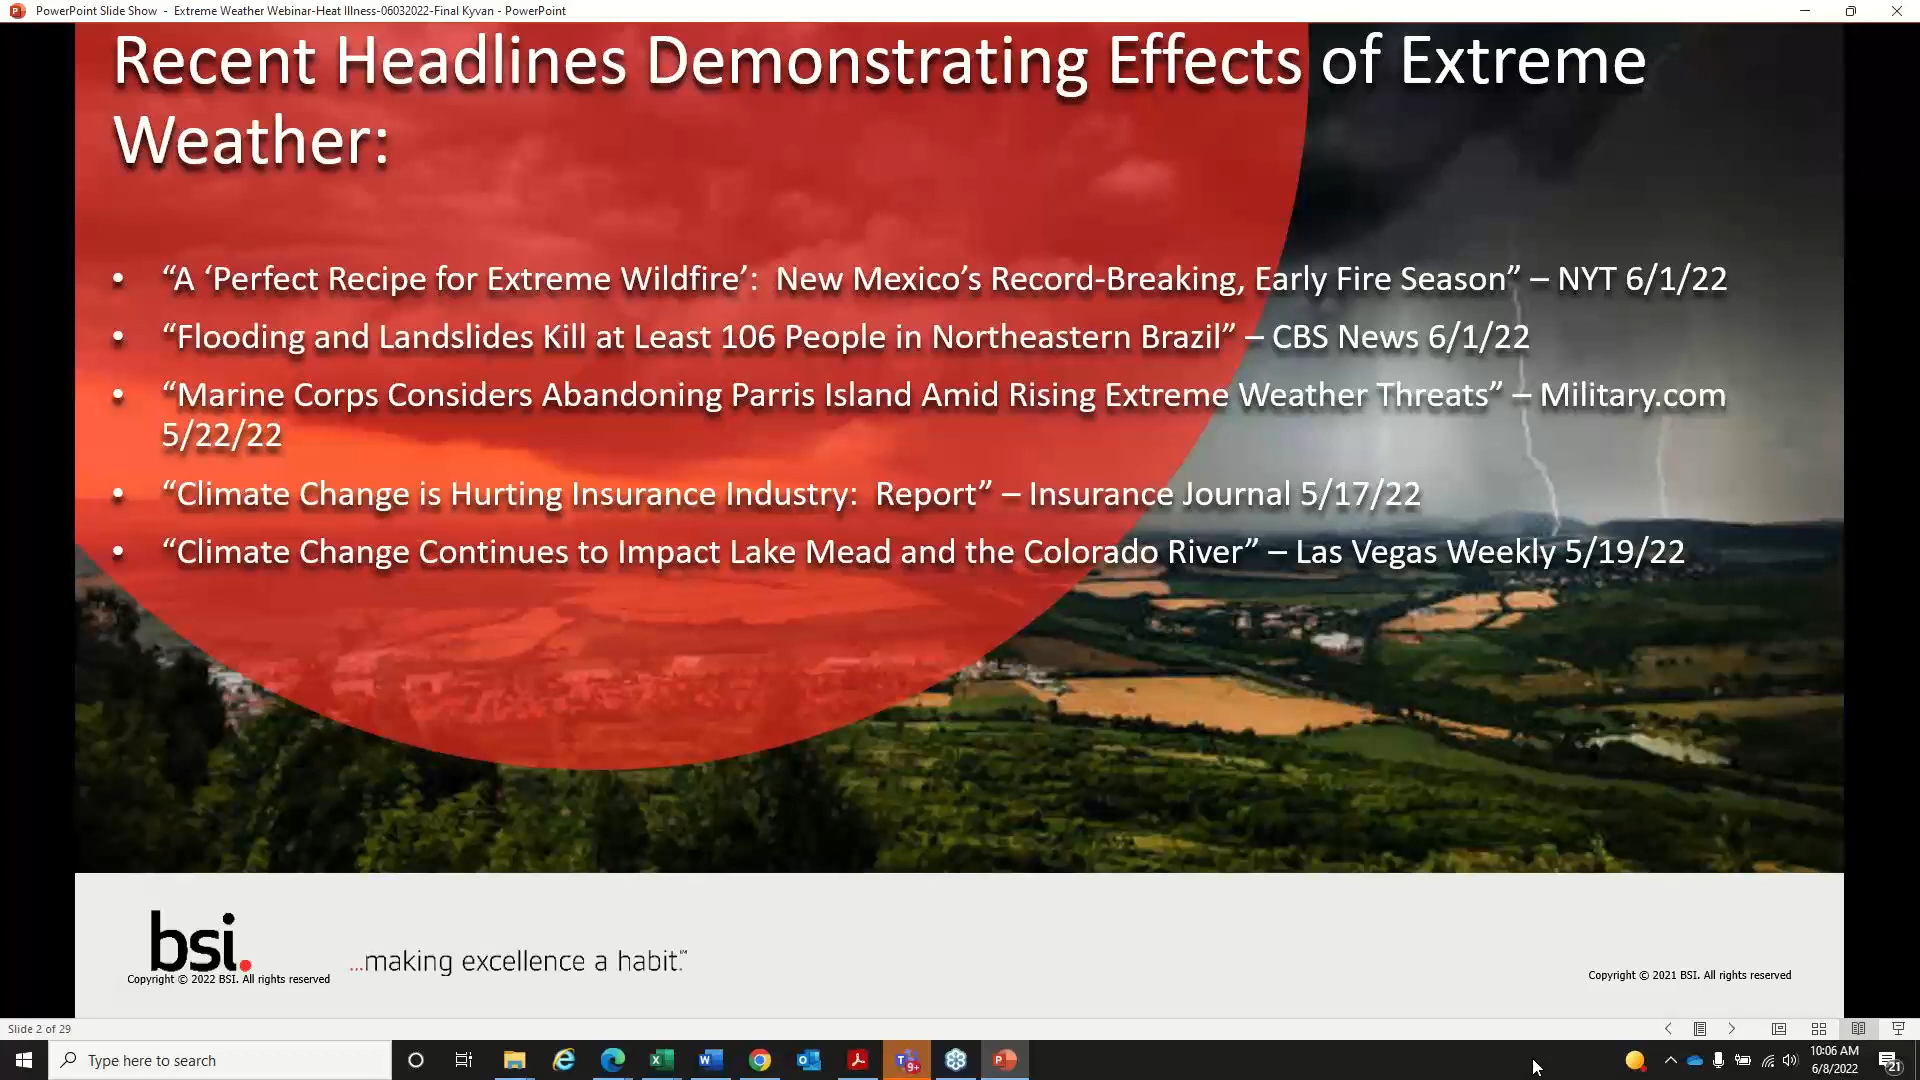 PowerPoint Slide Show - Extreme Weather Webinar-Heat Illness-06032022-Final Kyvan - PowerPoint
Recent Headlines Demonstrating Effects of Extreme
Weather:
• “A ‘Perfect Recipe for Extreme Wildfire’:  New Mexico’s Record-Breaking, Early Fire Season” – NYT 6/1/22
• “Flooding and Landslides Kill at Least 106 People in Northeastern Brazil” – CBS News 6/1/22
• “Marine Corps Considers Abandoning Parris Island Amid Rising Extreme Weather Threats” – Military.com
5/22/22
• “Climate Change is Hurting Insurance Industry:  Report” – Insurance Journal 5/17/22
• “Climate Change Continues to Impact Lake Mead and the Colorado River” – Las Vegas Weekly 5/19/22
bsi.
...making excellence a habit.™
Copyright © 2022 BSI. All rights reserved
Copyright © 2021 BSI. All rights reserved
Slide 2 of 29
Type here to search
9+
10:06 AM
6/8/2022
21